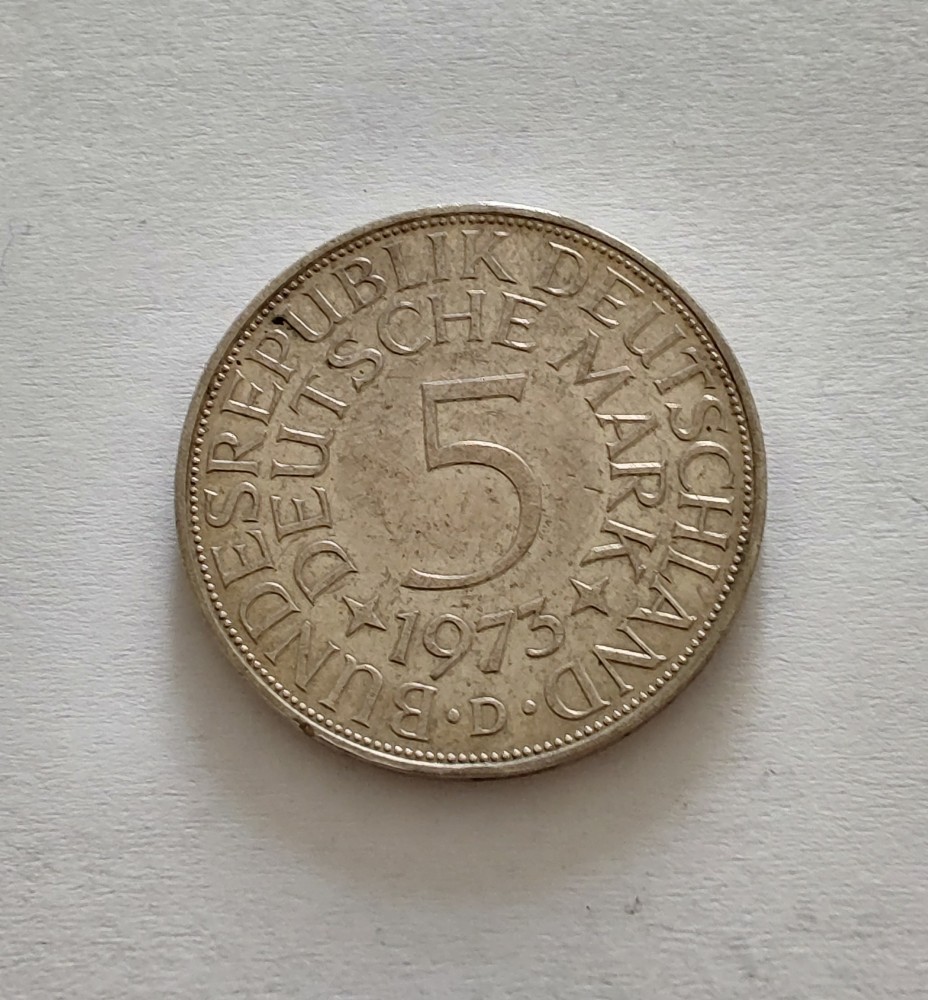 BUNDESREPUBLIK DEUTSCHLAND
DEUTSCHE MARK
5
1973
· D ·